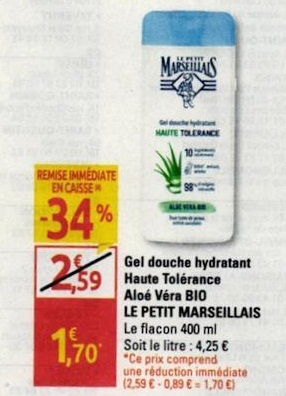 LE PETIT
MARSEILLAIS
Gel douche hydratant
HAUTE TOLERANCE
10
98
ALOE VERA BIO
REMISE IMMÉDIATE
EN CAISSE*
-34%
2,59
1,70*
Gel douche hydratant
Haute Tolérance
Aloé Véra BIO
LE PETIT MARSEILLAIS
Le flacon 400 ml
Soit le litre : 4,25 €
*Ce prix comprend
une réduction immédiate
(2,59 € - 0,89 € = 1,70 €)